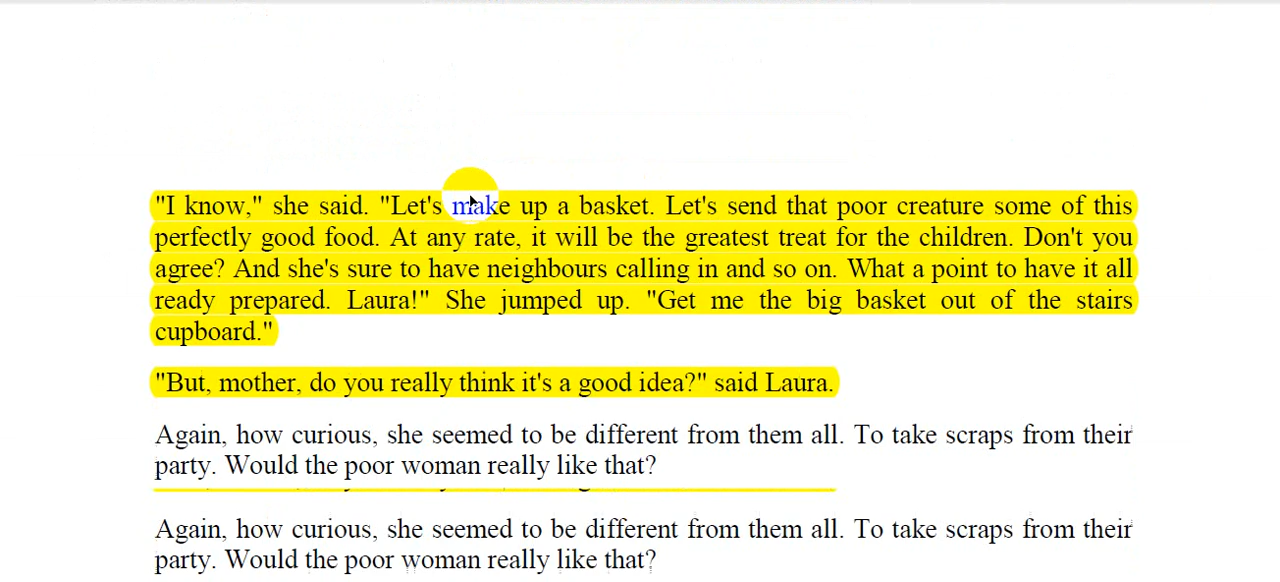 "I know," she said. "Let's make up a basket. Let's send that poor creature some of this
perfectly good food. At any rate, it will be the greatest treat for the children. Don't you
agree? And she's sure to have neighbours calling in and so on. What a point to have it all
ready prepared. Laura!" She jumped up. "Get me the big basket out of the stairs
cupboard."
"But, mother, do you really think it's a good idea?" said Laura.
Again, how curious, she seemed to be different from them all. To take scraps from their
party. Would the poor woman really like that?
Again, how curious, she seemed to be different from them all. To take scraps from their
party. Would the poor woman really like that?